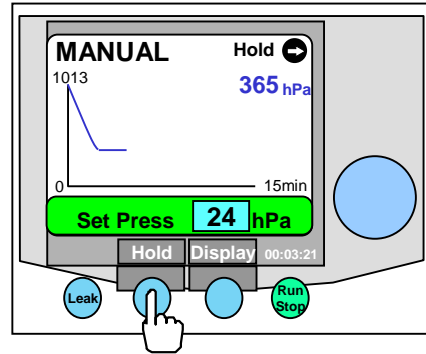 MANUAL Hold
1013
365 hPa
0 15min
Set Press 24 hPa
Hold Display 00:03:21
Leak
Run
Stop